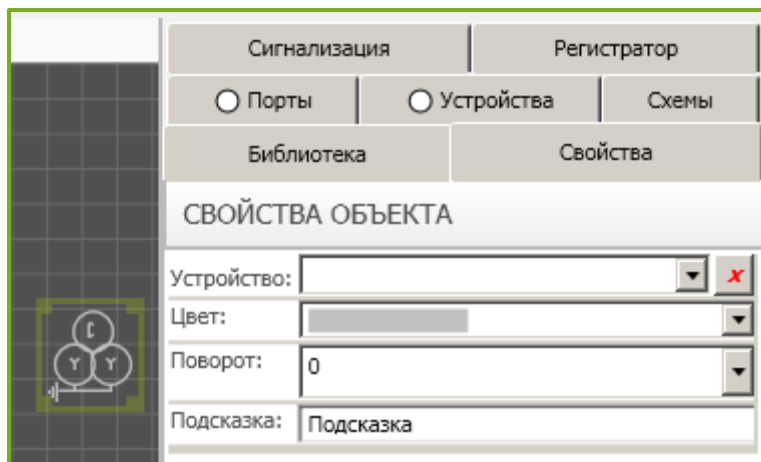 Сигнализация Регистратор
Порты Устройства Схемы
Библиотека Свойства
СВОЙСТВА ОБЪЕКТА
Устройство: x
Цвет:
Поворот: 0
Подсказка: Подсказка
Y Y